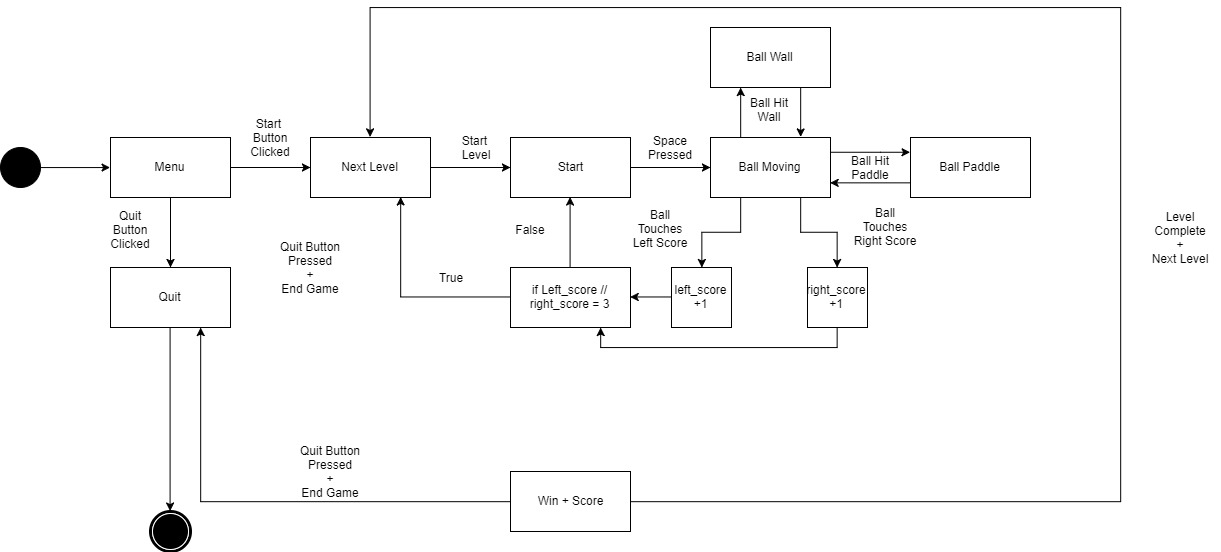 Ball Wall
Ball Hit
Wall
Start
Button
Clicked
Start
Level
Space
Pressed
Menu
Next Level
Start
Ball Moving
Ball Hit
Paddle
Ball Paddle
Quit
Button
Clicked
Quit Button
Pressed
+
End Game
False
Ball
Touches
Left Score
Ball
Touches
Right Score
Level
Complete
+
Next Level
True
Quit
if Left_score //
right_score = 3
left_score
+1
right_score
+1
Quit Button
Pressed
+
End Game
Win + Score